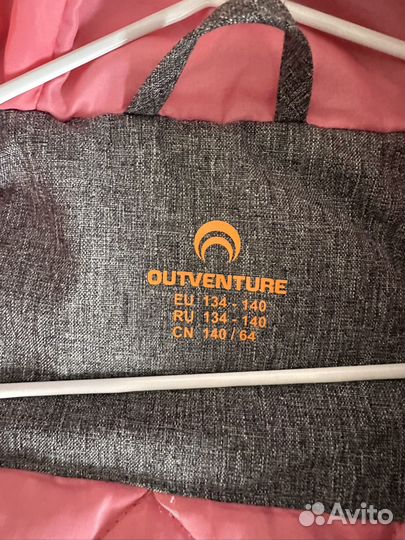 OUTVENTURE
EU 134 - 140
RU 134 - 140
CN 140 / 64
Avito